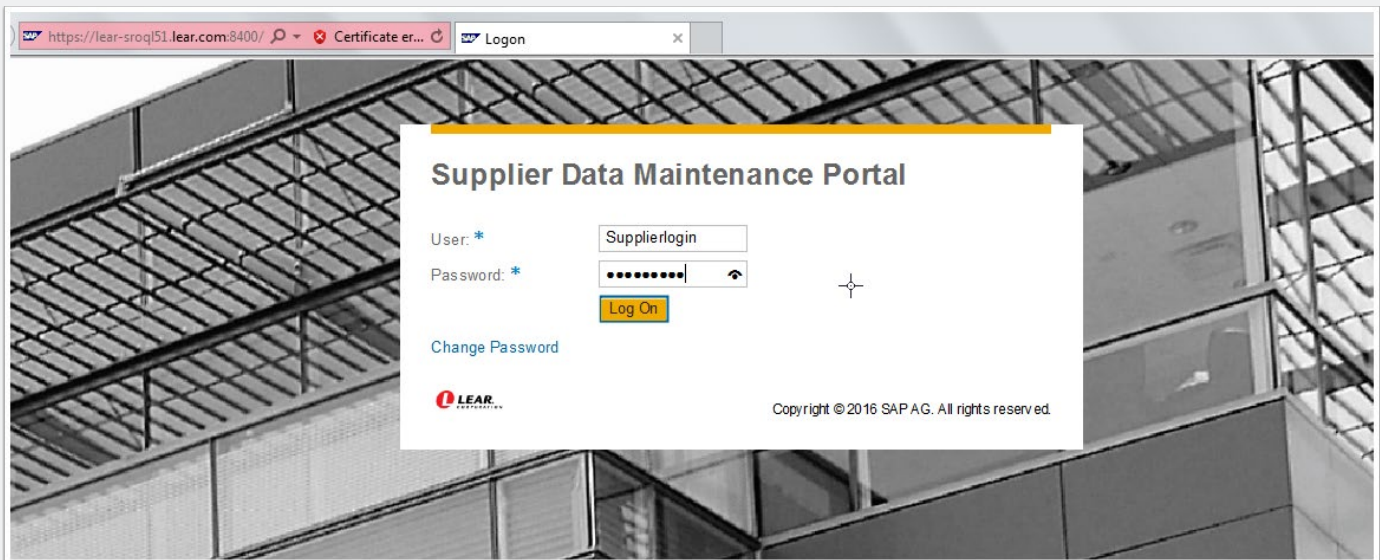 https://lear-sroql51.lear.com:8400/ Certificate er... Logon
Supplier Data Maintenance Portal
User: * Supplierlogin
Password: * •••••••••
Log On
Change Password
LEAR.
CORPORATION
Copyright © 2016 SAP AG. All rights reserved.